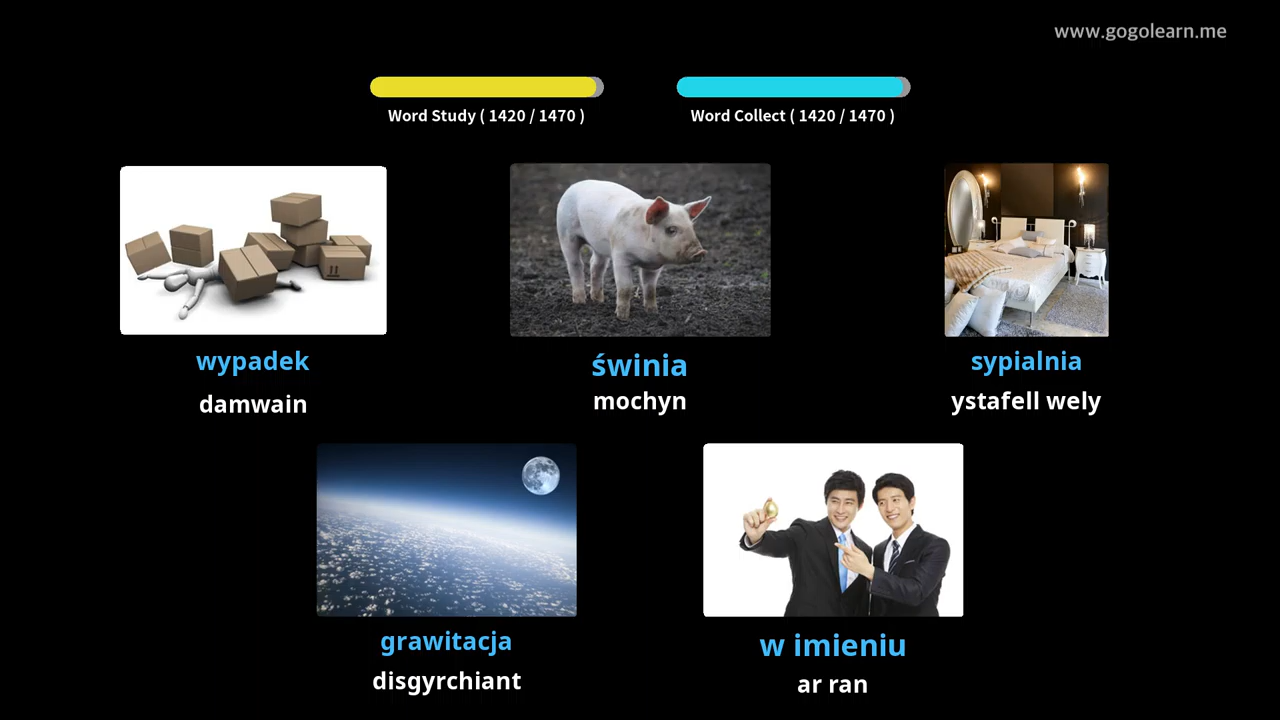 www.gogolearn.me
Word Study ( 1420 / 1470 )
Word Collect ( 1420 / 1470 )
wypadek
damwain
świnia
mochyn
sypialnia
ystafell wely
grawitacja
disgyrchiant
w imieniu
ar ran